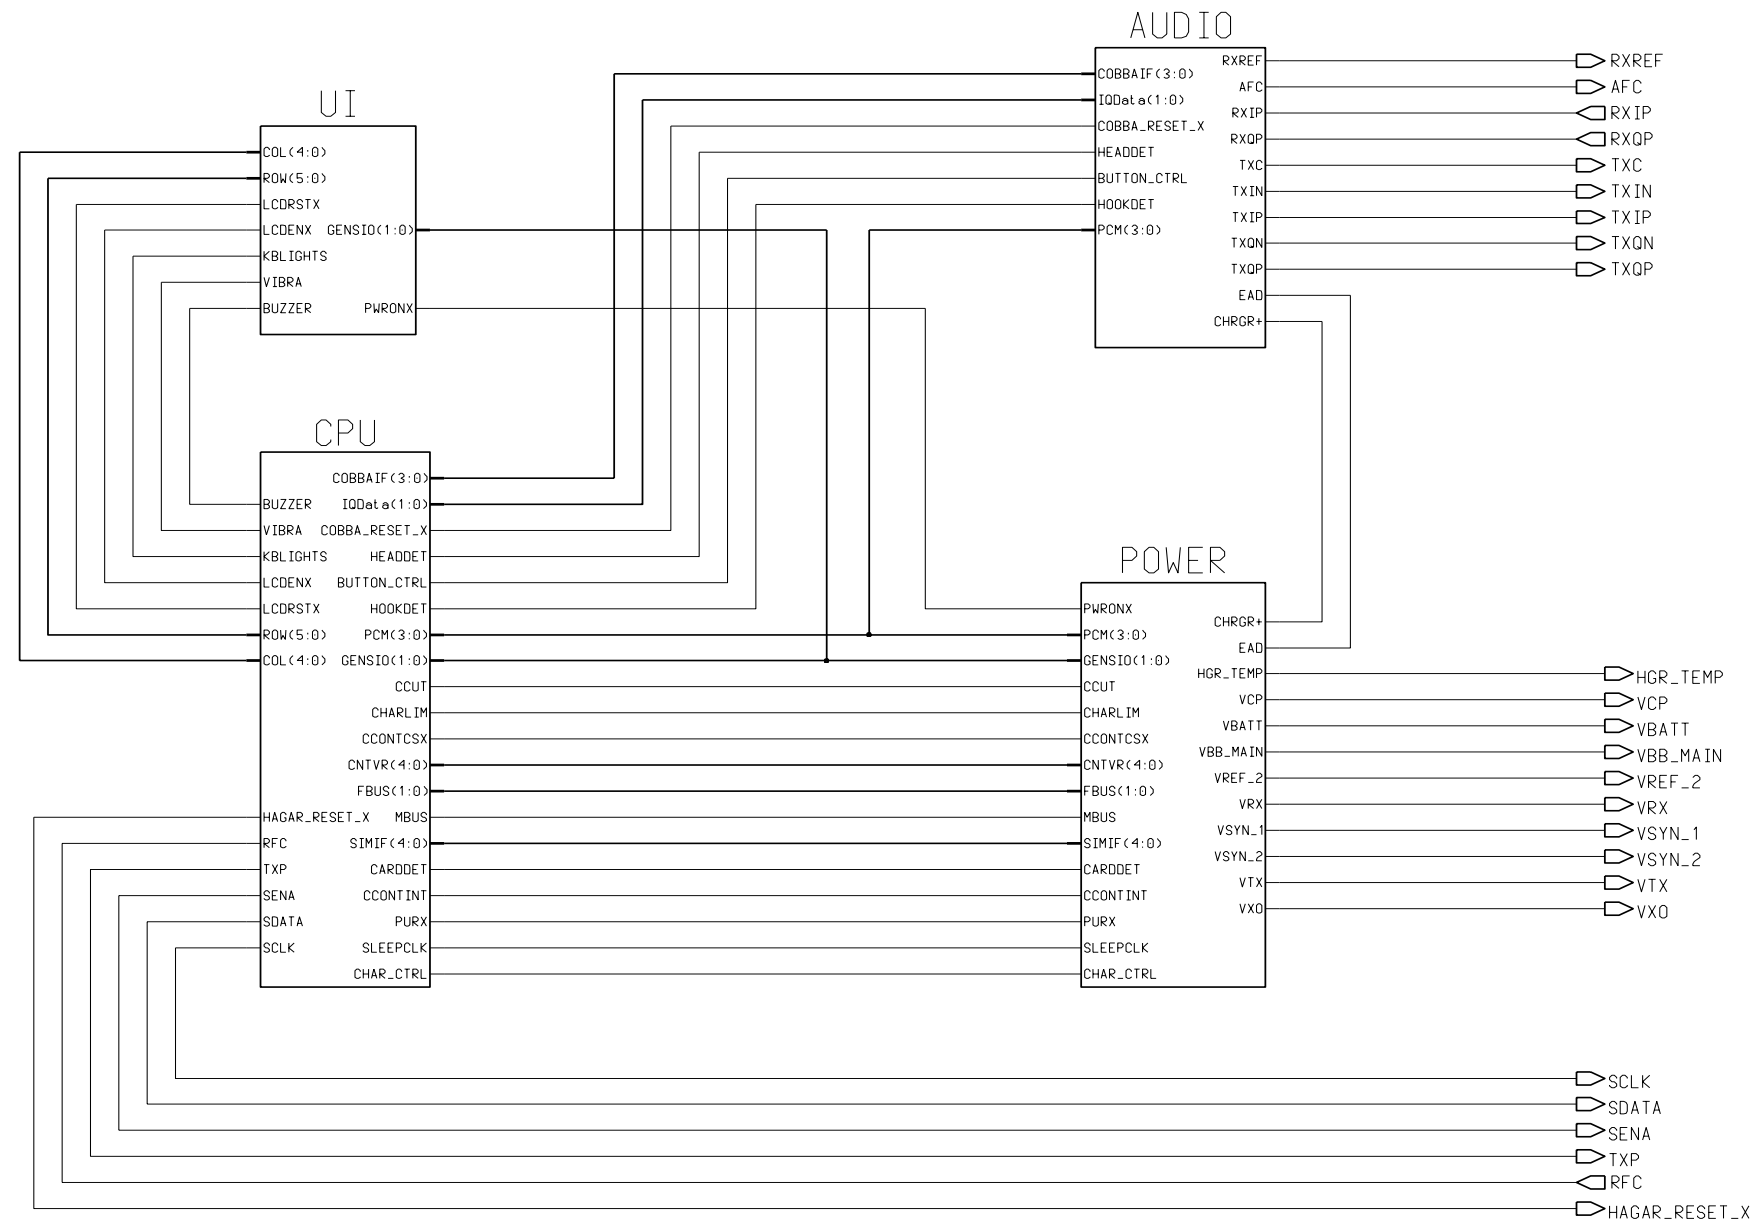 AUDIO
COBBAIF(3:0)
IQData(1:0)
COBBA_RESET_X
HEADDET
BUTTON_CTRL
HOOKDET
PCM(3:0)
RXREF
AFC
RXIP
RXQP
TXC
TXIN
TXIP
TXQN
TXQP
EAD
CHRGR+
RXREF
AFC
RXIP
RXQP
TXC
TXIN
TXIP
TXQN
TXQP
UI
COL(4:0)
ROW(5:0)
LCDRSTX
LCDENX GENSIO(1:0)
KBLIGHTS
VIBRA
BUZZER PWRONX
CPU
COBBAIF(3:0)
BUZZER IQData(1:0)
VIBRA COBBA_RESET_X
KBLIGHTS HEADDET
LCDENX BUTTON_CTRL
LCDRSTX HOOKDET
ROW(5:0) PCM(3:0)
COL(4:0) GENSIO(1:0)
CCUT
CHARLIM
CCONTCSX
CNTVR(4:0)
FBUS(1:0)
HAGAR_RESET_X MBUS
RFC SIMIF(4:0)
TXP CARDDET
SENA CCONTINT
SDATA PURX
SCLK SLEEPCLK
CHAR_CTRL
POWER
PWRONX
PCM(3:0)
GENSIO(1:0)
CCUT
CHARLIM
CCONTCSX
CNTVR(4:0)
FBUS(1:0)
MBUS
SIMIF(4:0)
CARDDET
CCONTINT
PURX
SLEEPCLK
CHAR_CTRL
CHRGR+
EAD
HGR_TEMP
VCP
VBATT
VBB_MAIN
VREF_2
VRX
VSYN_1
VSYN_2
VTX
VXO
HGR_TEMP
VCP
VBATT
VBB_MAIN
VREF_2
VRX
VSYN_1
VSYN_2
VTX
VXO
SCLK
SDATA
SENA
TXP
RFC
HAGAR_RESET_X